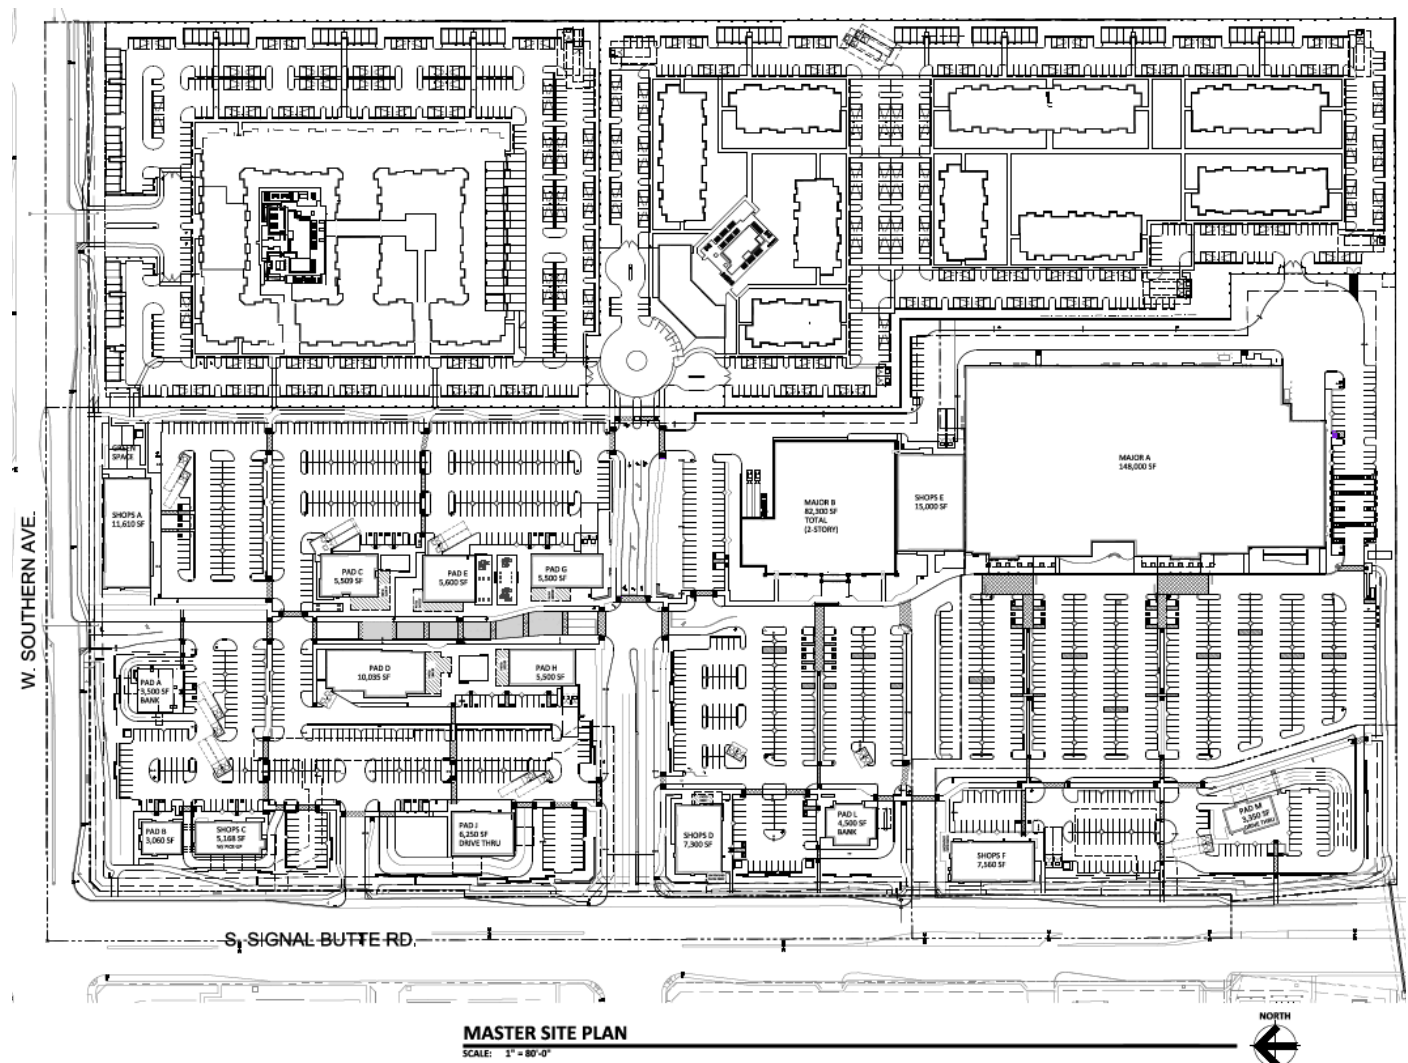 GREEN
SPACE
SHOPS A
11,610 SF
PAD C
5,509 SF
PAD E
5,600 SF
PAD G
5,500 SF
MAJOR B
82,300 SF
TOTAL
(2-STORY)
SHOPS E
15,000 SF
MAJOR A
148,000 SF
W. SOUTHERN AVE.
PAD A
3,500 SF
BANK
PAD D
10,035 SF
PAD H
5,500 SF
PAD B
3,060 SF
SHOPS C
5,168 SF
W/ PICK UP
PAD J
6,250 SF
DRIVE THRU
SHOPS D
7,300 SF
PAD L
4,500 SF
BANK
SHOPS F
7,560 SF
PAD M
3,350 SF
DRIVE THRU
S. SIGNAL BUTTE RD.
MASTER SITE PLAN
SCALE: 1" = 80'-0"
NORTH